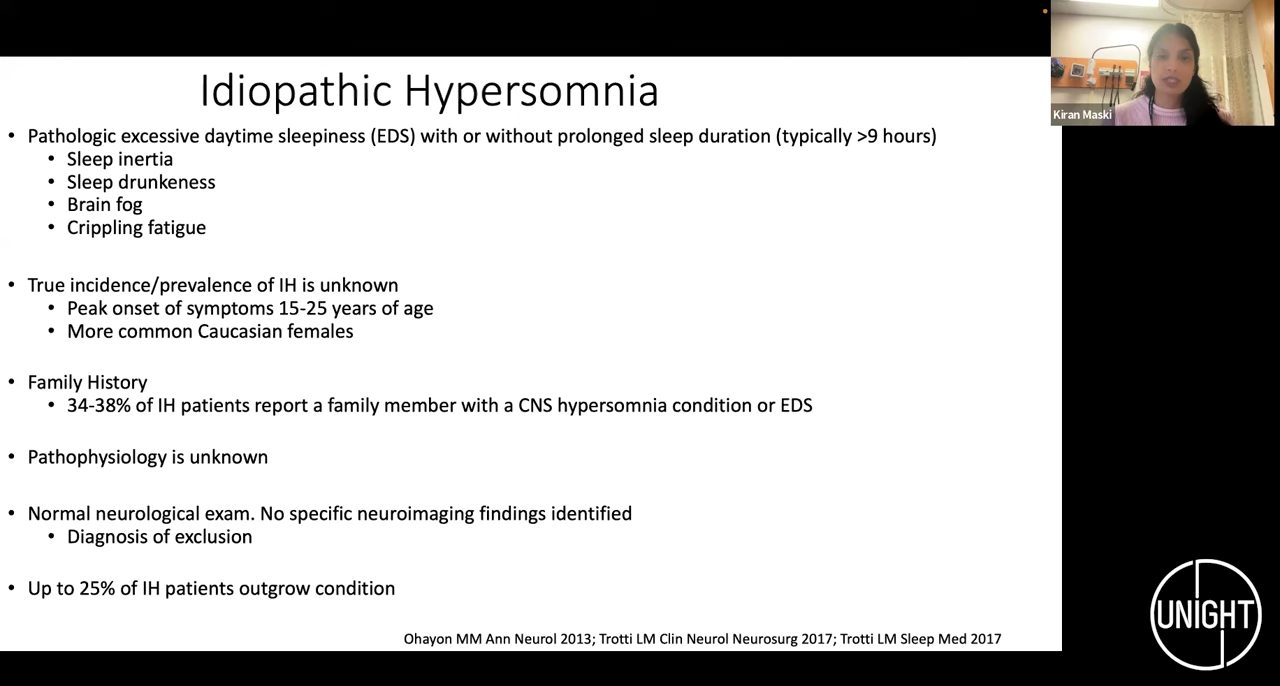 Idiopathic Hypersomnia
• Pathologic excessive daytime sleepiness (EDS) with or without prolonged sleep duration (typically >9 hours)
• Sleep inertia
• Sleep drunkeness
• Brain fog
• Crippling fatigue
• True incidence/prevalence of IH is unknown
• Peak onset of symptoms 15-25 years of age
• More common Caucasian females
• Family History
• 34-38% of IH patients report a family member with a CNS hypersomnia condition or EDS
• Pathophysiology is unknown
• Normal neurological exam. No specific neuroimaging findings identified
• Diagnosis of exclusion
• Up to 25% of IH patients outgrow condition
Ohayon MM Ann Neurol 2013; Trotti LM Clin Neurol Neurosurg 2017; Trotti LM Sleep Med 2017
Kiran Maski
UNIGHT